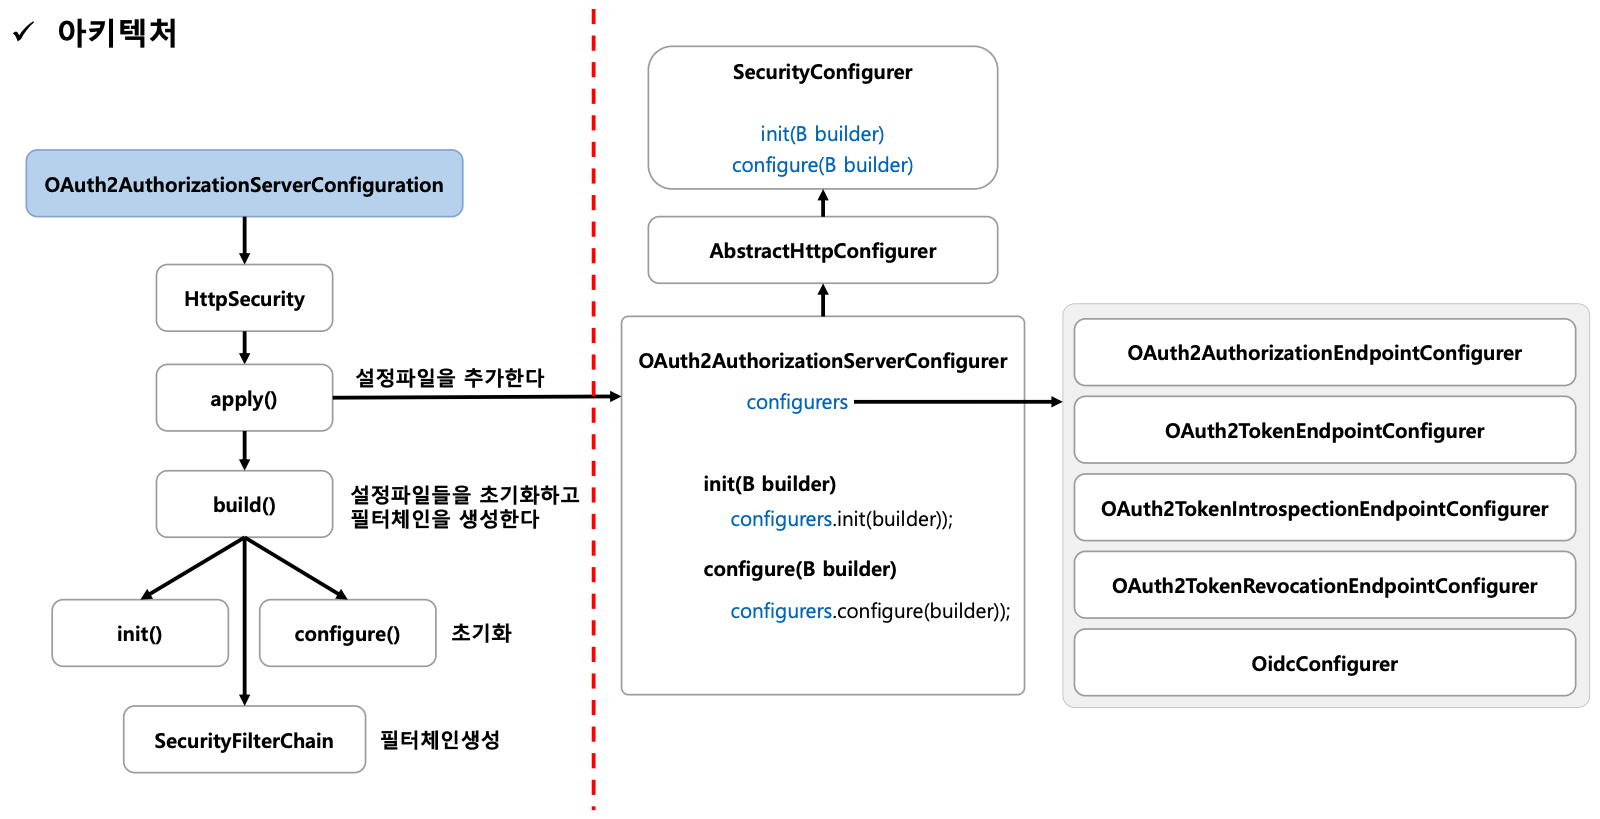 ✓ 아키텍처
OAuth2AuthorizationServerConfiguration
HttpSecurity
apply()
설정파일을 추가한다
build()
설정파일들을 초기화하고
필터체인을 생성한다
init()
configure()
초기화
SecurityFilterChain
필터체인생성
SecurityConfigurer
init(B builder)
configure(B builder)
AbstractHttpConfigurer
OAuth2AuthorizationServerConfigurer
configurers
init(B builder)
configurers.init(builder));
configure(B builder)
configurers.configure(builder));
OAuth2AuthorizationEndpointConfigurer
OAuth2TokenEndpointConfigurer
OAuth2TokenIntrospectionEndpointConfigurer
OAuth2TokenRevocationEndpointConfigurer
OidcConfigurer